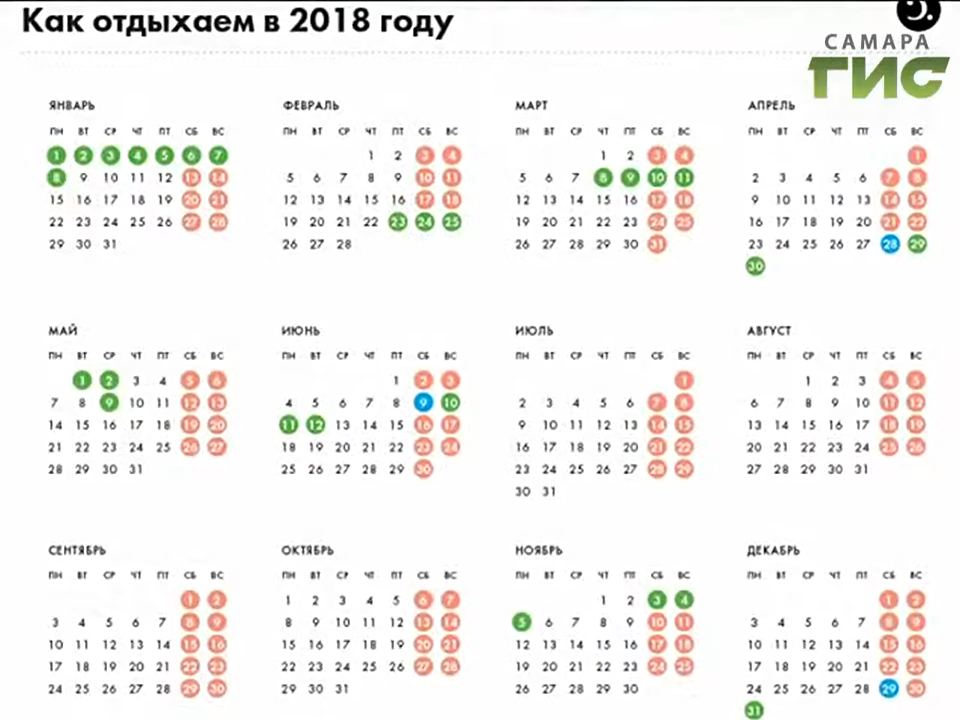 Как отдыхаем в 2018 году
САМАРА
ГИС
ЯНВАРЬ
ПН ВТ СР ЧТ ПТ СБ ВС
1 2 3 4 5 6 7
8 9 10 11 12 13 14
15 16 17 18 19 20 21
22 23 24 25 26 27 28
29 30 31
ФЕВРАЛЬ
ПН ВТ СР ЧТ ПТ СБ ВС
1 2 3 4
5 6 7 8 9 10 11
12 13 14 15 16 17 18
19 20 21 22 23 24 25
26 27 28
МАРТ
ПН ВТ СР ЧТ ПТ СБ ВС
1 2 3 4
5 6 7 8 9 10 11
12 13 14 15 16 17 18
19 20 21 22 23 24 25
26 27 28 29 30 31
АПРЕЛЬ
ПН ВТ СР ЧТ ПТ СБ ВС
1
2 3 4 5 6 7 8
9 10 11 12 13 14 15
16 17 18 19 20 21 22
23 24 25 26 27 28 29
30
МАЙ
ПН ВТ СР ЧТ ПТ СБ ВС
1 2 3 4 5 6
7 8 9 10 11 12 13
14 15 16 17 18 19 20
21 22 23 24 25 26 27
28 29 30 31
ИЮНЬ
ПН ВТ СР ЧТ ПТ СБ ВС
1 2 3
4 5 6 7 8 9 10
11 12 13 14 15 16 17
18 19 20 21 22 23 24
25 26 27 28 29 30
ИЮЛЬ
ПН ВТ СР ЧТ ПТ СБ ВС
1
2 3 4 5 6 7 8
9 10 11 12 13 14 15
16 17 18 19 20 21 22
23 24 25 26 27 28 29
30 31
АВГУСТ
ПН ВТ СР ЧТ ПТ СБ ВС
1 2 3 4 5
6 7 8 9 10 11 12
13 14 15 16 17 18 19
20 21 22 23 24 25 26
27 28 29 30 31
СЕНТЯБРЬ
ПН ВТ СР ЧТ ПТ СБ ВС
1 2
3 4 5 6 7 8 9
10 11 12 13 14 15 16
17 18 19 20 21 22 23
24 25 26 27 28 29 30
ОКТЯБРЬ
ПН ВТ СР ЧТ ПТ СБ ВС
1 2 3 4 5 6 7
8 9 10 11 12 13 14
15 16 17 18 19 20 21
22 23 24 25 26 27 28
29 30 31
НОЯБРЬ
ПН ВТ СР ЧТ ПТ СБ ВС
1 2 3 4
5 6 7 8 9 10 11
12 13 14 15 16 17 18
19 20 21 22 23 24 25
26 27 28 29 30
ДЕКАБРЬ
ПН ВТ СР ЧТ ПТ СБ ВС
1 2
3 4 5 6 7 8 9
10 11 12 13 14 15 16
17 18 19 20 21 22 23
24 25 26 27 28 29 30
31